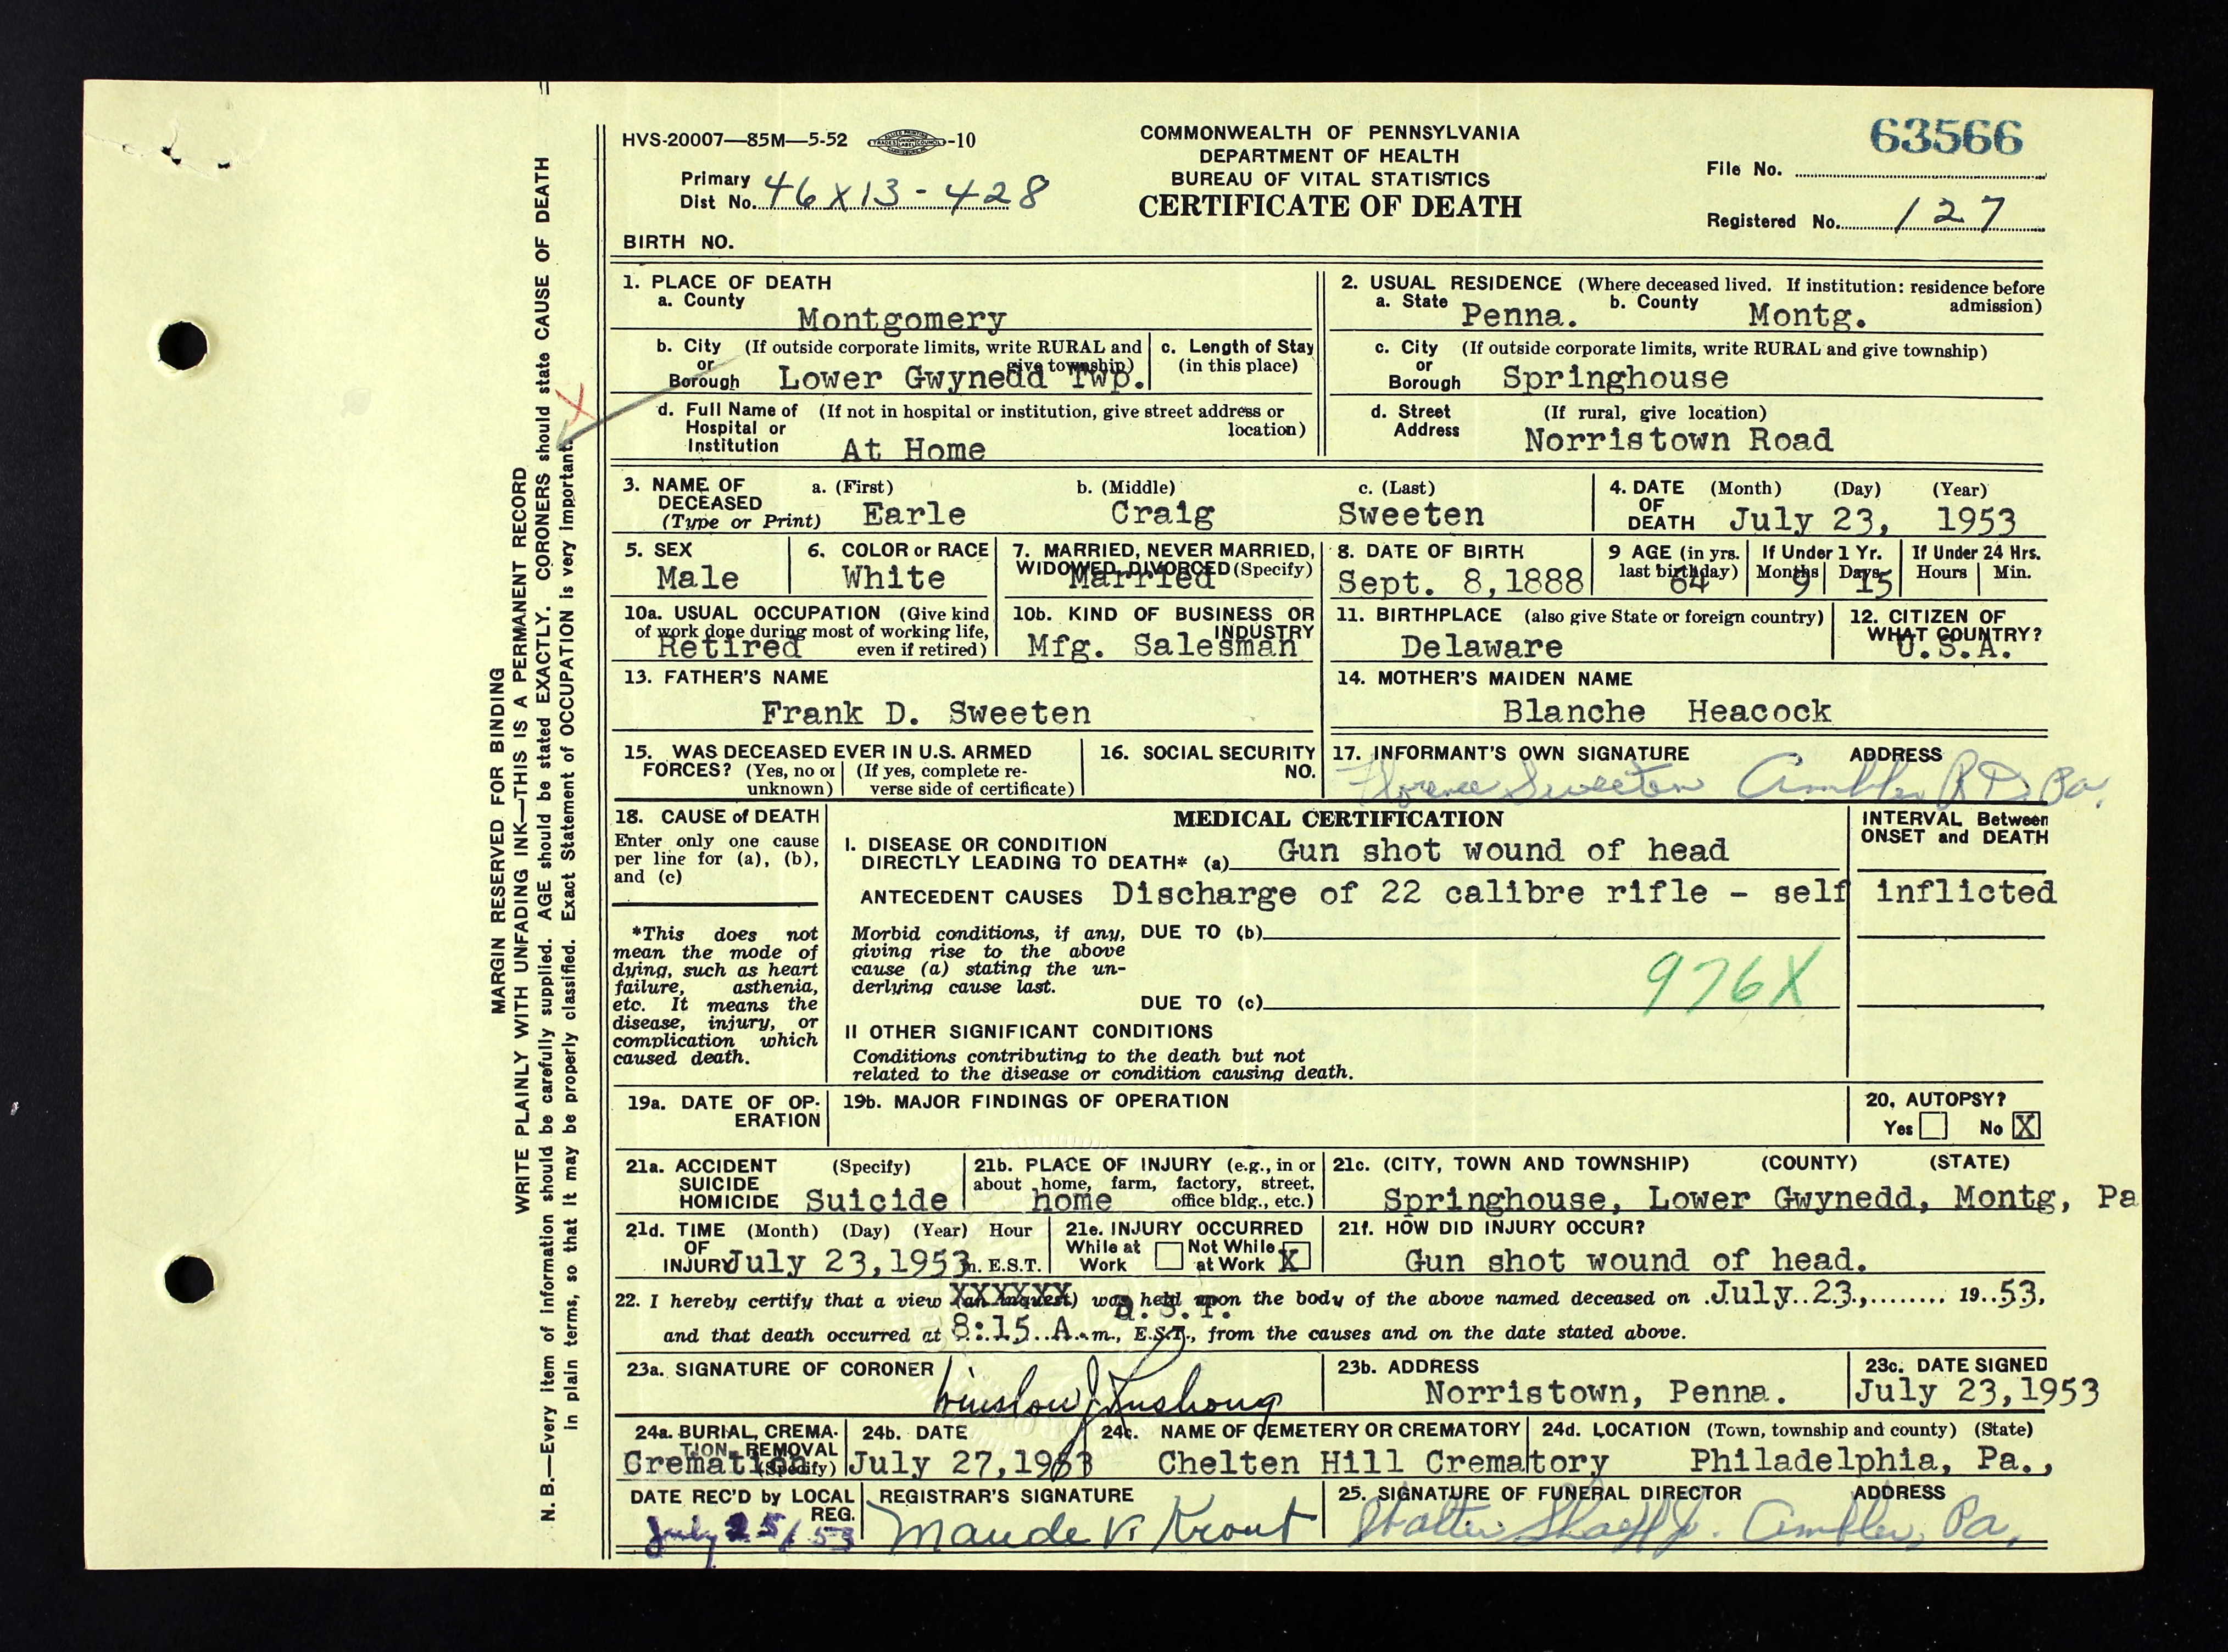 HVS-20007—85M—5-52 -10
COMMONWEALTH OF PENNSYLVANIA
DEPARTMENT OF HEALTH
BUREAU OF VITAL STATISTICS
CERTIFICATE OF DEATH
63566
File No.
Primary
Dist No. 46X13-428
Registered No. 127
BIRTH NO.
MARGIN RESERVED FOR BINDING
WRITE PLAINLY WITH UNFADING INK—THIS IS A PERMANENT RECORD
N. B.—Every item of information should be carefully supplied. AGE should be stated EXACTLY. CORONERS should state CAUSE OF DEATH
in plain terms, so that it may be properly classified. Exact Statement of OCCUPATION is very important.
X
1. PLACE OF DEATH
a. County
Montgomery
b. City (If outside corporate limits, write RURAL and
or give township)
Borough Lower Gwynedd Twp.
c. Length of Stay
(in this place)
d. Full Name of (If not in hospital or institution, give street address or
Hospital or location)
Institution At Home
2. USUAL RESIDENCE (Where deceased lived. If institution: residence before
admission)
a. State Penna. b. County Montg.
c. City (If outside corporate limits, write RURAL and give township)
or
Borough Springhouse
d. Street (If rural, give location)
Address Norristown Road
3. NAME OF a. (First) b. (Middle) c. (Last)
DECEASED
(Type or Print) Earle Craig Sweeten
4. DATE (Month) (Day) (Year)
OF
DEATH July 23, 1953
5. SEX
Male
6. COLOR or RACE
White
7. MARRIED, NEVER MARRIED,
WIDOWED, DIVORCED (Specify)
Married
8. DATE OF BIRTH
Sept. 8,1888
9 AGE (in yrs.
last birthday)
64
If Under 1 Yr.
Months Days
9 15
If Under 24 Hrs.
Hours Min.
10a. USUAL OCCUPATION (Give kind
of work done during most of working life,
even if retired)
Retired
10b. KIND OF BUSINESS OR
INDUSTRY
Mfg. Salesman
11. BIRTHPLACE (also give State or foreign country)
Delaware
12. CITIZEN OF
WHAT COUNTRY?
U.S.A.
13. FATHER'S NAME
Frank D. Sweeten
14. MOTHER'S MAIDEN NAME
Blanche Heacock
15. WAS DECEASED EVER IN U.S. ARMED
FORCES? (Yes, no or (If yes, complete re-
unknown) verse side of certificate)
16. SOCIAL SECURITY
NO.
17. INFORMANT'S OWN SIGNATURE ADDRESS
Florence Sweeten Ambler R D. Pa.
18. CAUSE of DEATH
Enter only one cause
per line for (a), (b),
and (c)
*This does not
mean the mode of
dying, such as heart
failure, asthenia,
etc. It means the
disease, injury, or
complication which
caused death.
MEDICAL CERTIFICATION
I. DISEASE OR CONDITION
DIRECTLY LEADING TO DEATH* (a) Gun shot wound of head
INTERVAL Between
ONSET and DEATH
ANTECEDENT CAUSES Discharge of 22 calibre rifle - self inflicted
Morbid conditions, if any, DUE TO (b)
giving rise to the above
cause (a) stating the un-
derlying cause last.
976X
DUE TO (c)
II OTHER SIGNIFICANT CONDITIONS
Conditions contributing to the death but not
related to the disease or condition causing death.
19a. DATE OF OP-
ERATION
19b. MAJOR FINDINGS OF OPERATION
20. AUTOPSY?
Yes No X
21a. ACCIDENT (Specify)
SUICIDE
HOMICIDE Suicide
21b. PLACE OF INJURY (e.g., in or
about home, farm, factory, street,
office bldg., etc.)
home
21c. (CITY, TOWN AND TOWNSHIP) (COUNTY) (STATE)
Springhouse, Lower Gwynedd, Montg, Pa
21d. TIME (Month) (Day) (Year) Hour
OF
INJURY July 23,1953 m. E.S.T.
21e. INJURY OCCURRED
While at Not While
Work at Work X
21f. HOW DID INJURY OCCUR?
Gun shot wound of head.
22. I hereby certify that a view (an inquest) was held upon the body of the above named deceased on July 23, 19 53,
XXXXXX
D.S.T.
and that death occurred at 8:15 A.m., E.S.T., from the causes and on the date stated above.
23a. SIGNATURE OF CORONER
Winslow J Rushong
23b. ADDRESS
Norristown, Penna.
23c. DATE SIGNED
July 23,1953
24a. BURIAL, CREMA-
TION, REMOVAL
(Specify)
Cremation
24b. DATE
July 27,1953
24c. NAME OF CEMETERY OR CREMATORY
Chelten Hill Crematory
24d. LOCATION (Town, township and county) (State)
Philadelphia, Pa.,
DATE REC'D by LOCAL
REG.
July 25/53
REGISTRAR'S SIGNATURE
Maude V. Krout
25. SIGNATURE OF FUNERAL DIRECTOR ADDRESS
Walter Ambler, Pa,